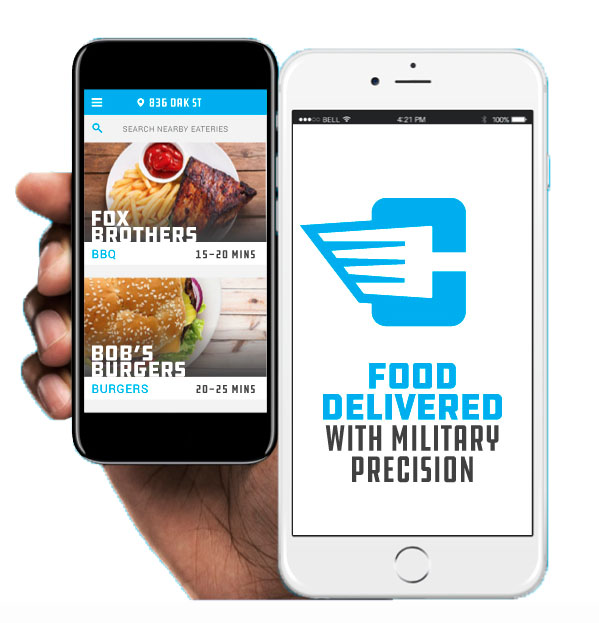 836 OAK ST
SEARCH NEARBY EATERIES
FOX
BROTHERS
BBQ 15-20 MINS
BOB'S
BURGERS
BURGERS 20-25 MINS
BELL 4:21 PM 100%
FOOD
DELIVERED
WITH MILITARY
PRECISION